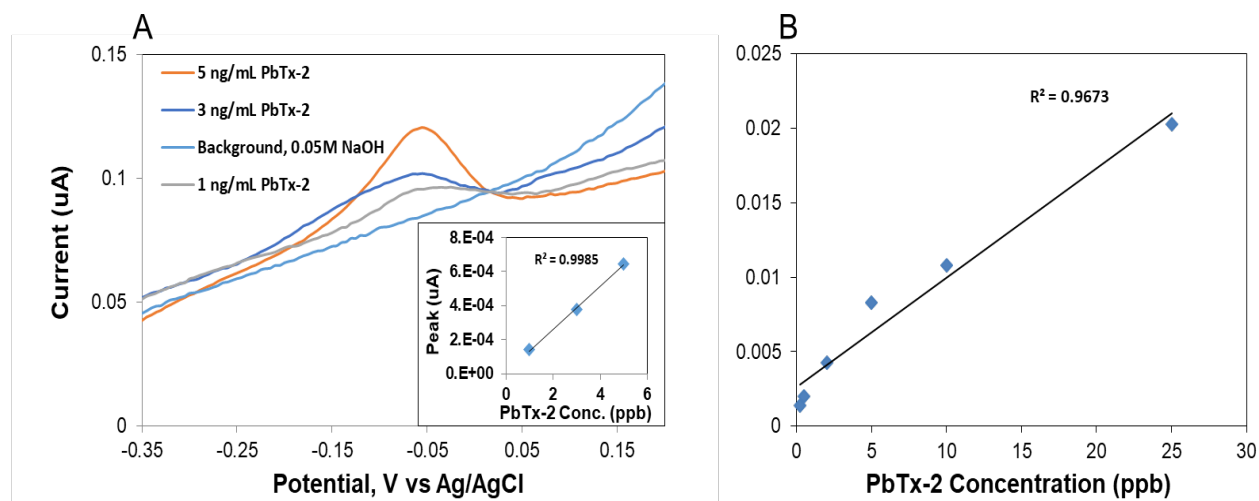 A
0.15
0.1
0.05
0
Current (uA)
5 ng/mL PbTx-2
3 ng/mL PbTx-2
Background, 0.05M NaOH
1 ng/mL PbTx-2
-0.35
-0.25
-0.15
-0.05
0.05
0.15
Potential, V vs Ag/AgCl
8.E-04
6.E-04
4.E-04
2.E-04
0.E+00
Peak (uA)
R² = 0.9985
0
2
4
6
PbTx-2 Conc. (ppb)
B
0.025
0.02
0.015
0.01
0.005
0
R² = 0.9673
0
5
10
15
20
25
30
PbTx-2 Concentration (ppb)